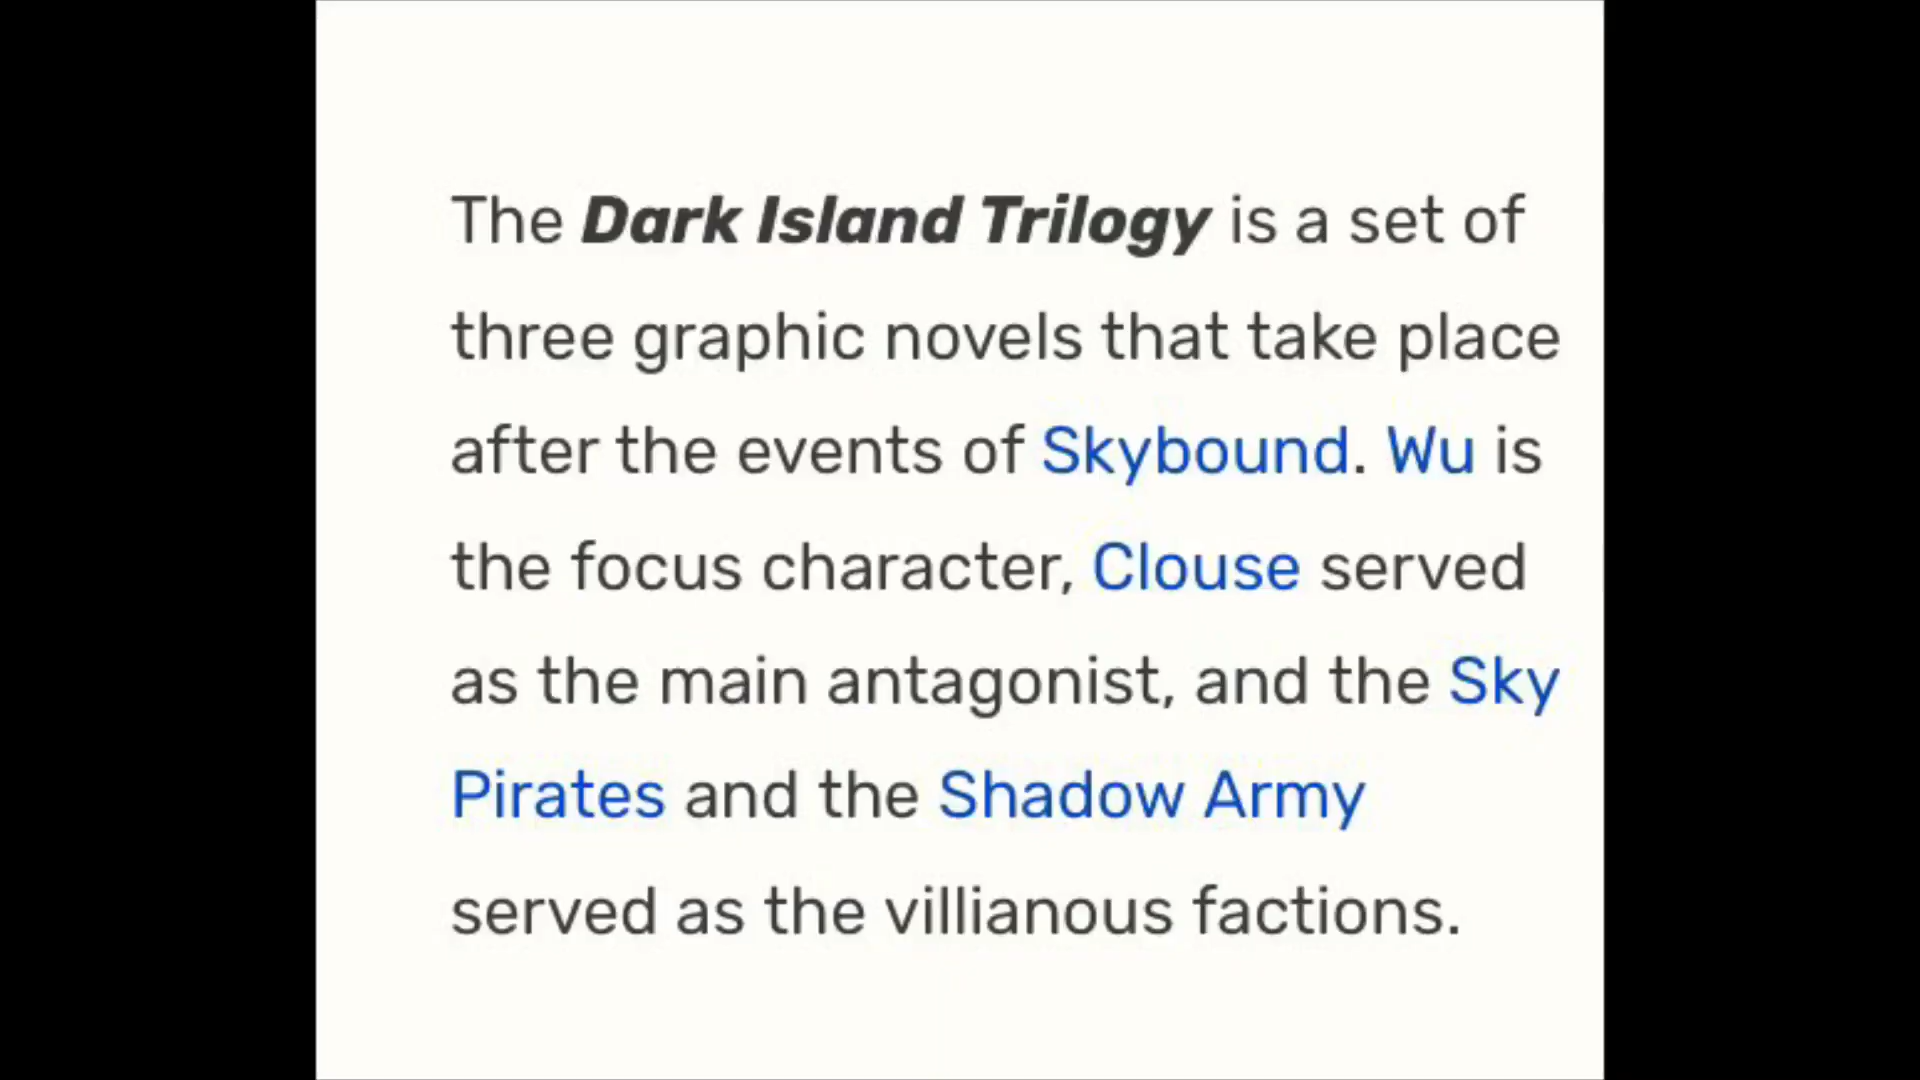 The Dark Island Trilogy is a set of
three graphic novels that take place
after the events of Skybound. Wu is
the focus character, Clouse served
as the main antagonist, and the Sky
Pirates and the Shadow Army
served as the villianous factions.